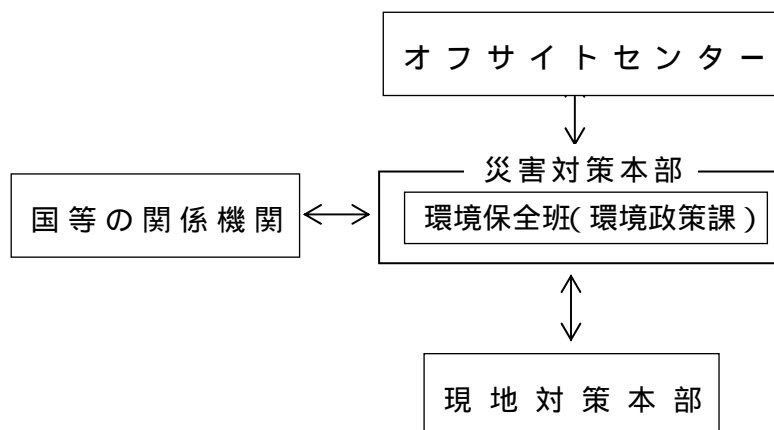 オフサイトセンター
災害対策本部
国等の関係機関
環境保全班(環境政策課)
現地対策本部